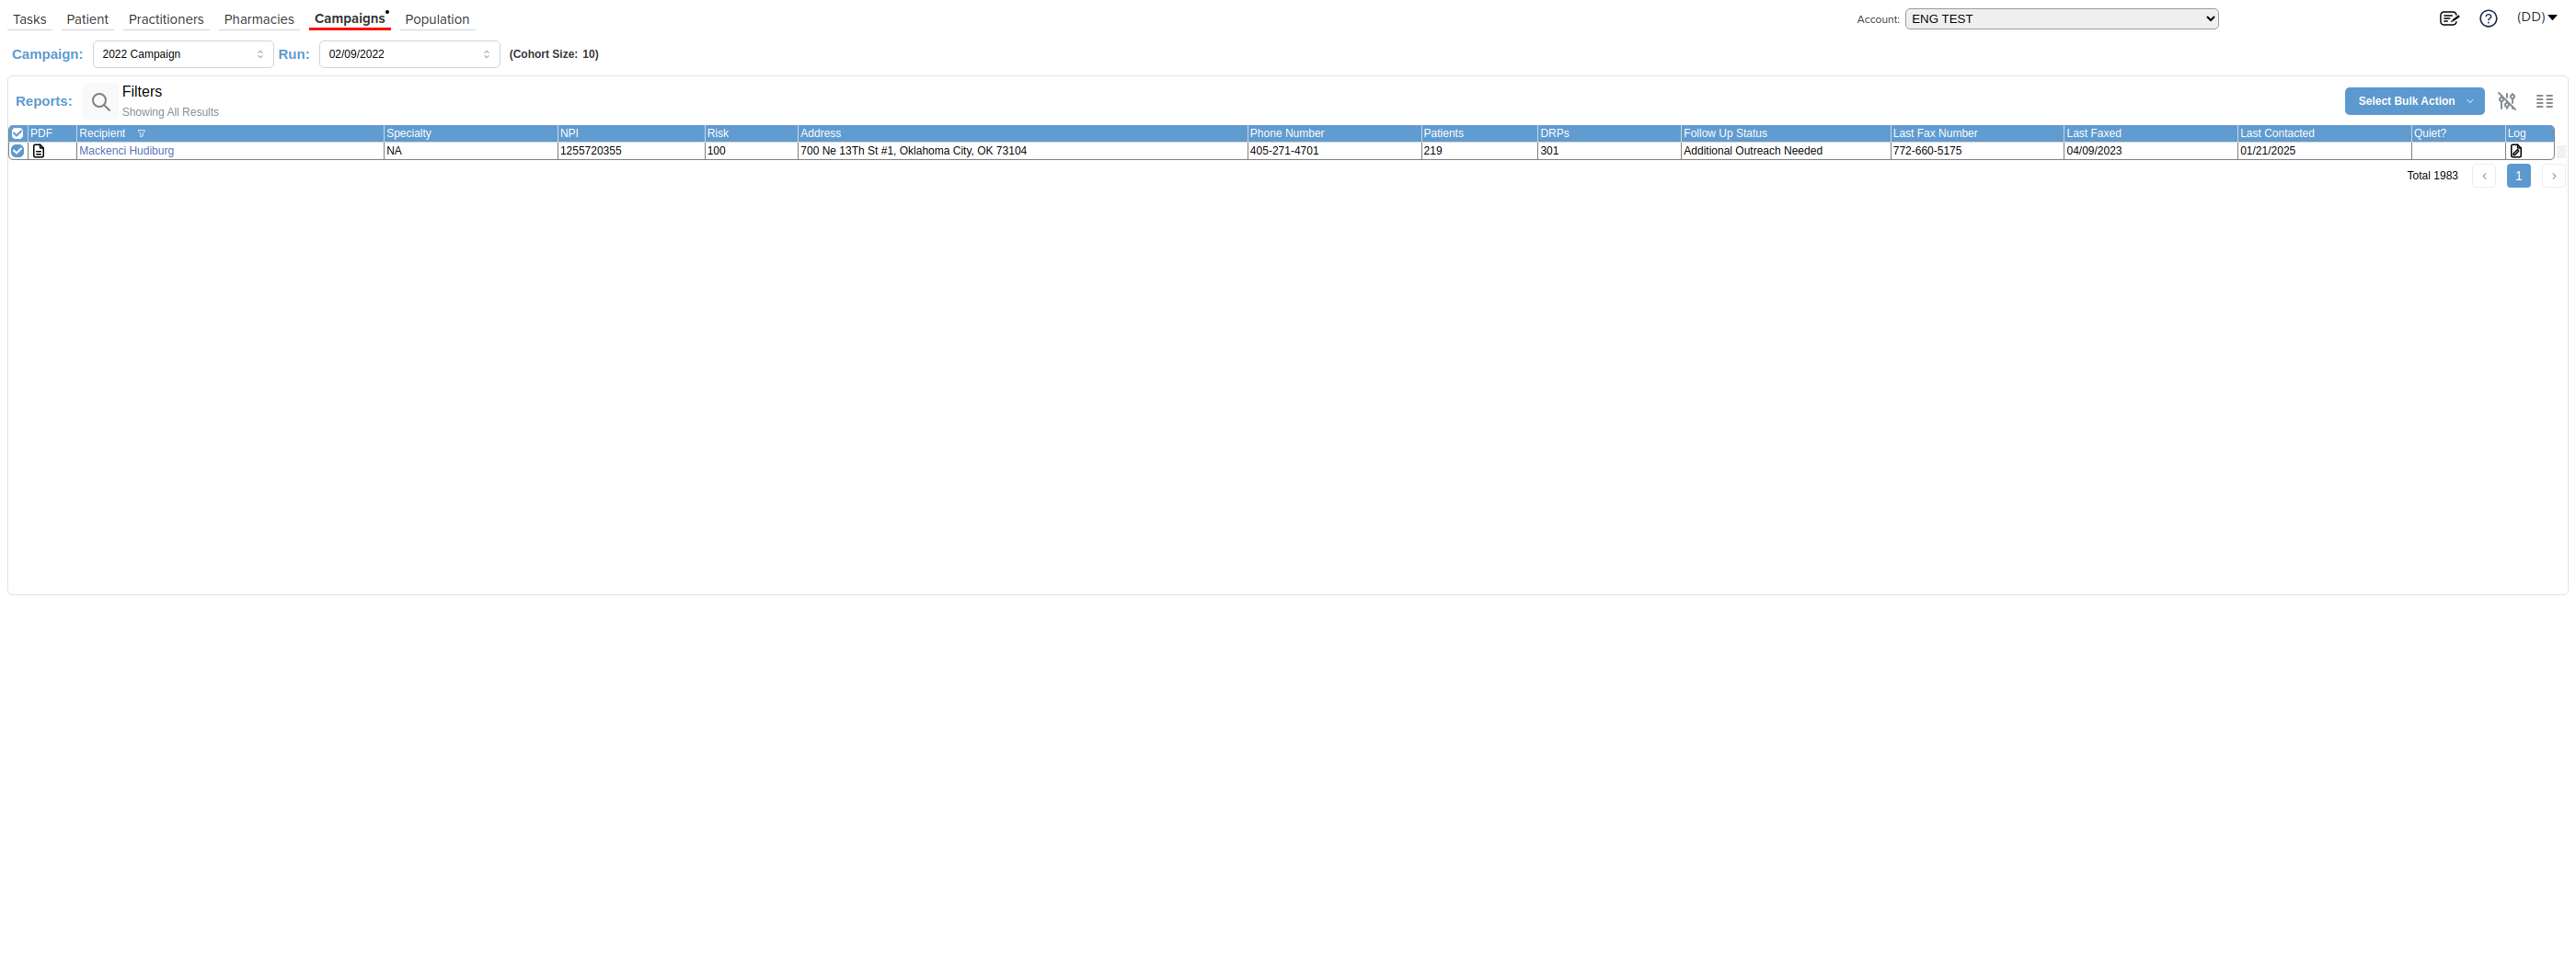 Tasks Patient Practitioners Pharmacies Campaigns Population Account: ENG TEST (DD)
Campaign: 2022 Campaign Run: 02/09/2022 (Cohort Size: 10)
Reports: Filters
Showing All Results
Select Bulk Action
PDF Recipient Specialty NPI Risk Address Phone Number Patients DRPs Follow Up Status Last Fax Number Last Faxed Last Contacted Quiet? Log
Mackenci Hudiburg NA 1255720355 100 700 Ne 13Th St #1, Oklahoma City, OK 73104 405-271-4701 219 301 Additional Outreach Needed 772-660-5175 04/09/2023 01/21/2025
Total 1983 1